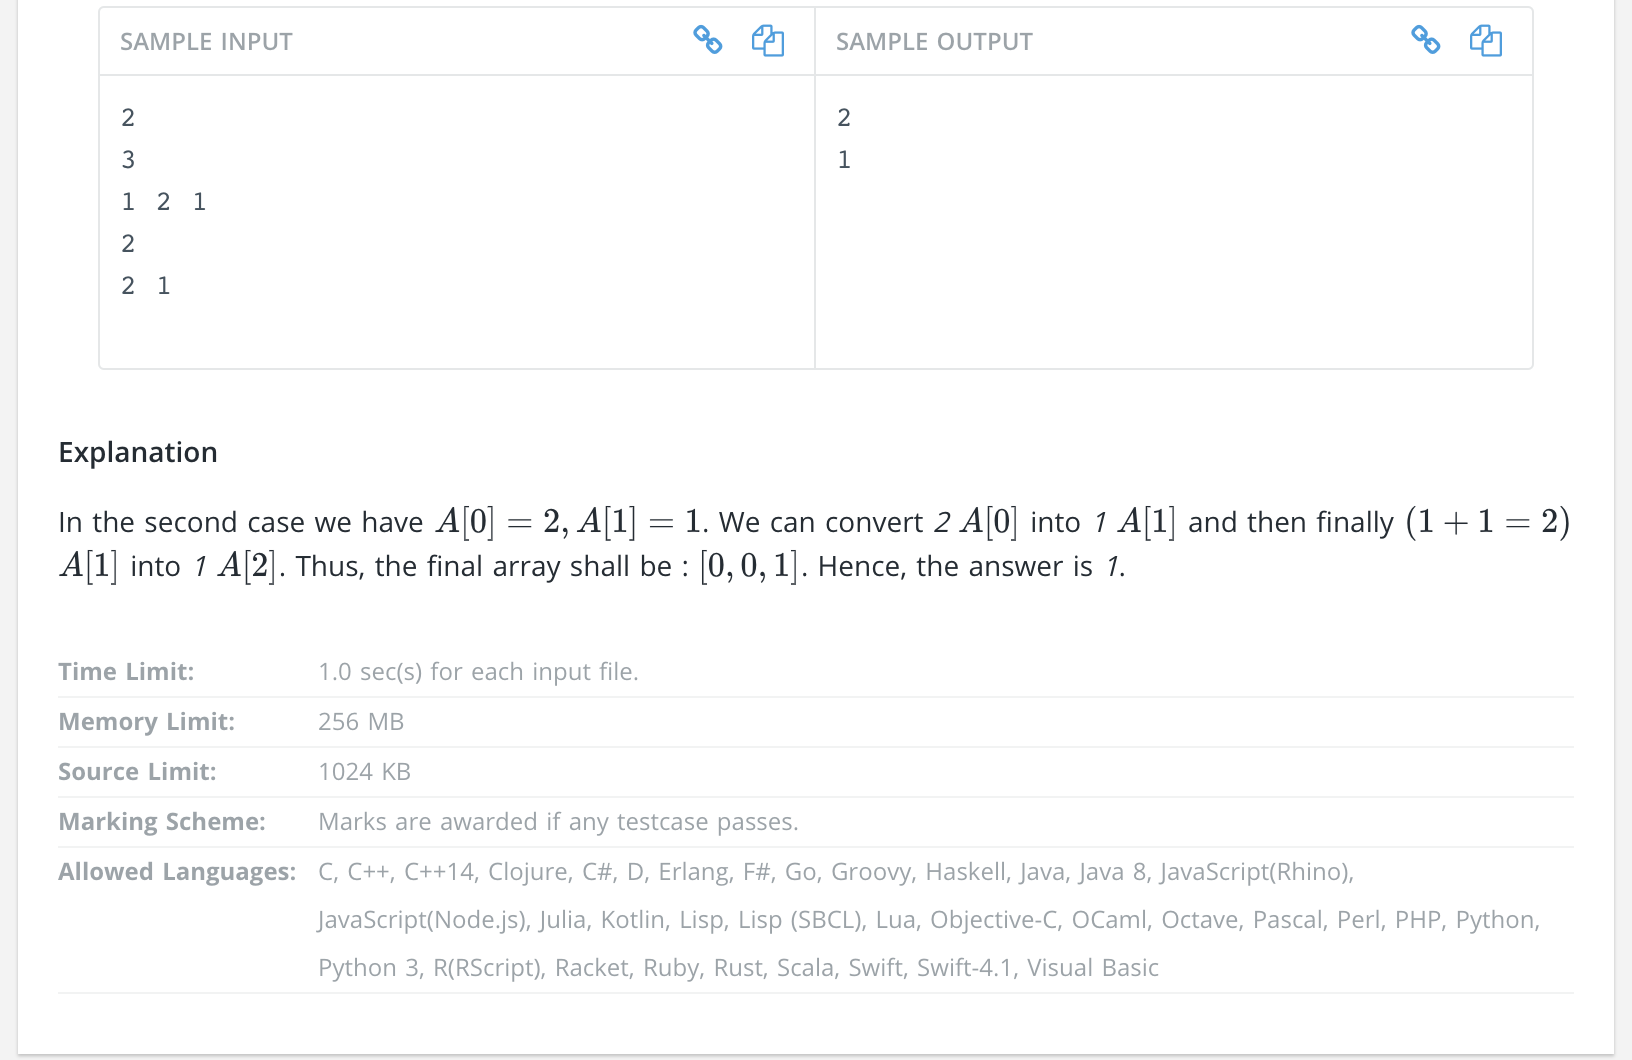 SAMPLE INPUT
SAMPLE OUTPUT
2
3
1 2 1
2
2 1
2
1
Explanation
In the second case we have A[0] = 2, A[1] = 1. We can convert 2 A[0] into 1 A[1] and then finally (1 + 1 = 2)
A[1] into 1 A[2]. Thus, the final array shall be : [0, 0, 1]. Hence, the answer is 1.
Time Limit: 1.0 sec(s) for each input file.
Memory Limit: 256 MB
Source Limit: 1024 KB
Marking Scheme: Marks are awarded if any testcase passes.
Allowed Languages: C, C++, C++14, Clojure, C#, D, Erlang, F#, Go, Groovy, Haskell, Java, Java 8, JavaScript(Rhino),
JavaScript(Node.js), Julia, Kotlin, Lisp, Lisp (SBCL), Lua, Objective-C, OCaml, Octave, Pascal, Perl, PHP, Python,
Python 3, R(RScript), Racket, Ruby, Rust, Scala, Swift, Swift-4.1, Visual Basic